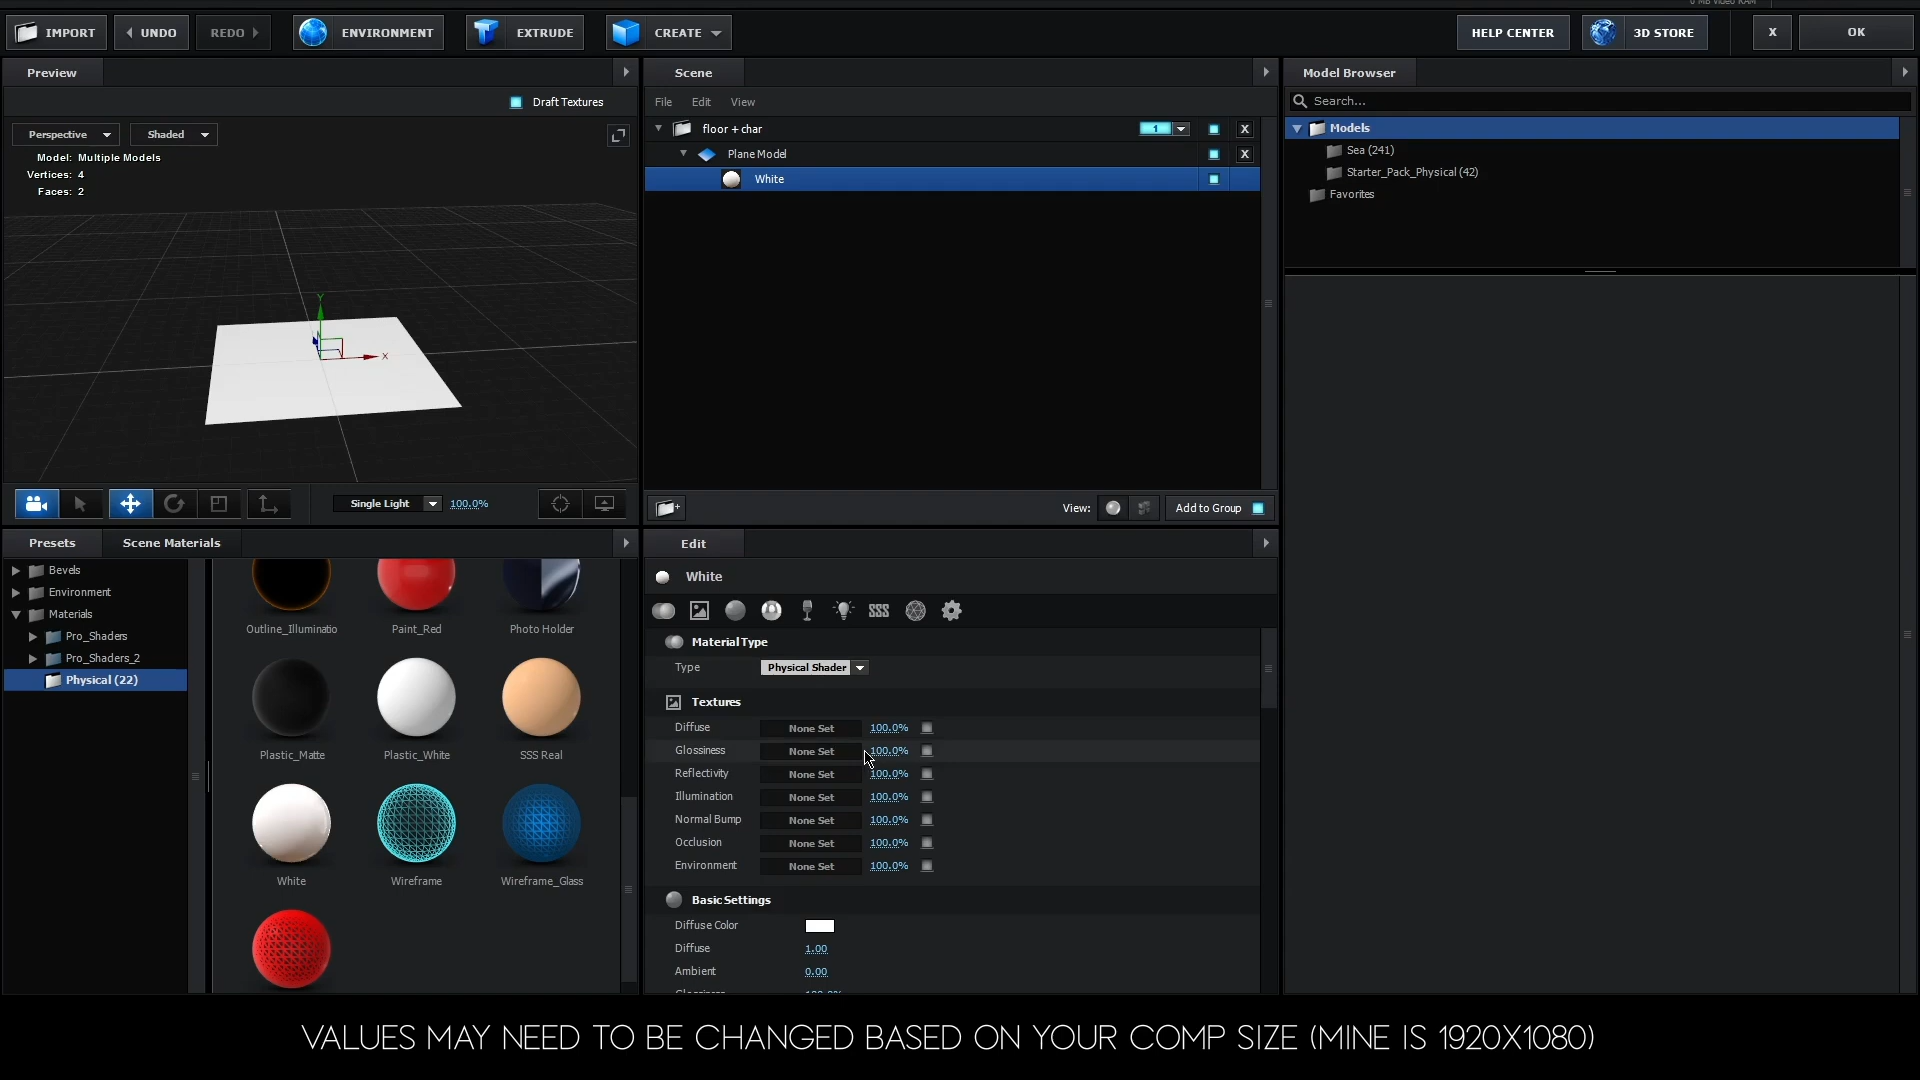 0 MB Video RAM
IMPORT
UNDO
REDO
ENVIRONMENT
EXTRUDE
CREATE
HELP CENTER
3D STORE
X
OK
Preview
Draft Textures
Perspective
Shaded
Model: Multiple Models
Vertices: 4
Faces: 2
Y
X
Single Light
100.0%
Scene
File Edit View
floor + char
1
X
Plane Model
X
White
View:
Add to Group
Model Browser
Search...
Models
Sea (241)
Starter_Pack_Physical (42)
Favorites
Presets
Scene Materials
Bevels
Environment
Materials
Pro_Shaders
Pro_Shaders_2
Physical (22)
Outline_Illuminatio
Paint_Red
Photo Holder
Plastic_Matte
Plastic_White
SSS Real
White
Wireframe
Wireframe_Glass
Edit
White
SSS
Material Type
Type Physical Shader
Textures
Diffuse None Set 100.0%
Glossiness None Set 100.0%
Reflectivity None Set 100.0%
Illumination None Set 100.0%
Normal Bump None Set 100.0%
Occlusion None Set 100.0%
Environment None Set 100.0%
Basic Settings
Diffuse Color
Diffuse 1.00
Ambient 0.00
VALUES MAY NEED TO BE CHANGED BASED ON YOUR COMP SIZE (MINE IS 1920X1080)